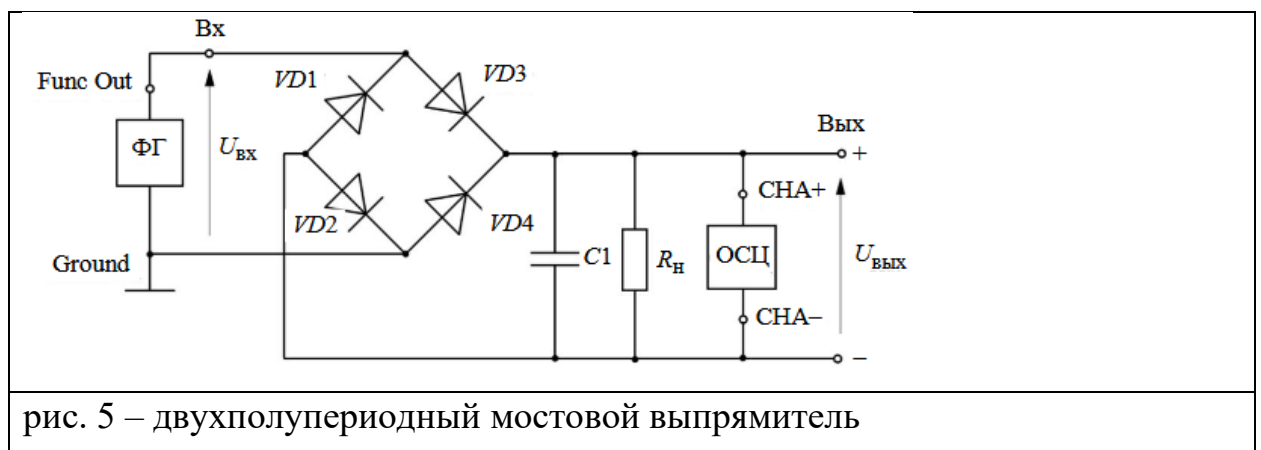 Вх
Func Out
VD1
VD3
ФГ
Uвх
Вых
+
CHA+
VD2
VD4
Ground
C1
Rн
ОСЦ
Uвых
CHA–
–
рис. 5 – двухполупериодный мостовой выпрямитель